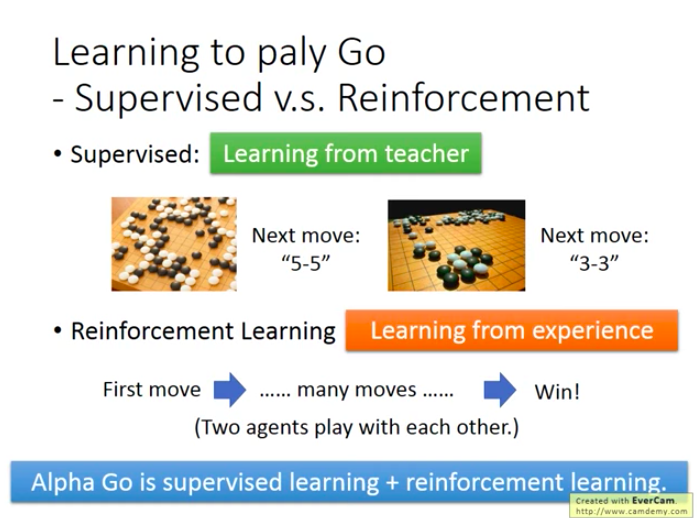 Learning to paly Go
- Supervised v.s. Reinforcement
• Supervised: Learning from teacher
Next move:
“5-5”
Next move:
“3-3”
• Reinforcement Learning Learning from experience
First move …… many moves …… Win!
(Two agents play with each other.)
Alpha Go is supervised learning + reinforcement learning.
Created with EverCam.
http://www.camdemy.com